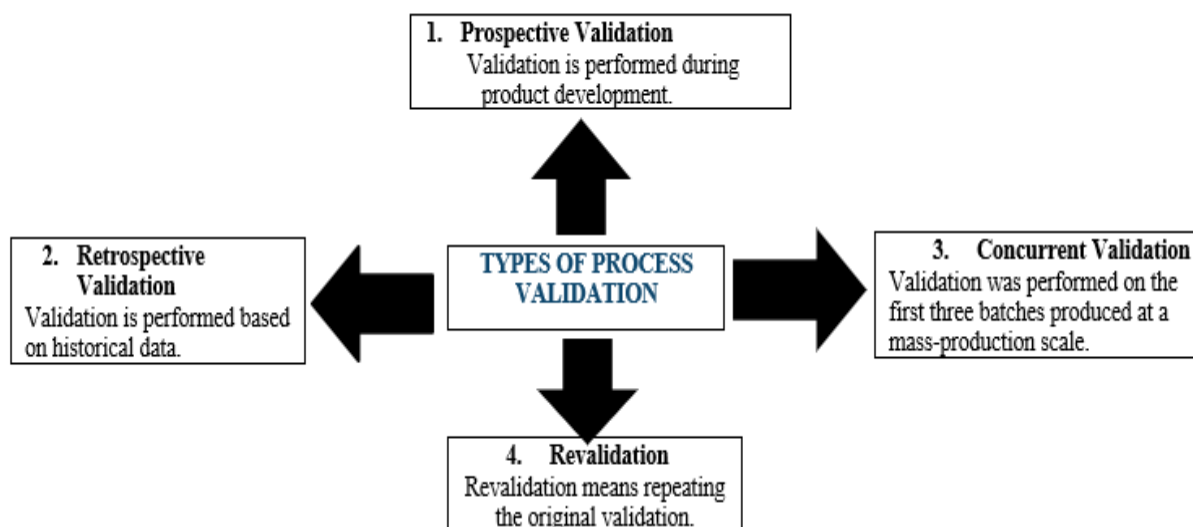 1. Prospective Validation
Validation is performed during
product development.
2. Retrospective
Validation
Validation is performed based
on historical data.
TYPES OF PROCESS
VALIDATION
3. Concurrent Validation
Validation was performed on the
first three batches produced at a
mass-production scale.
4. Revalidation
Revalidation means repeating
the original validation.